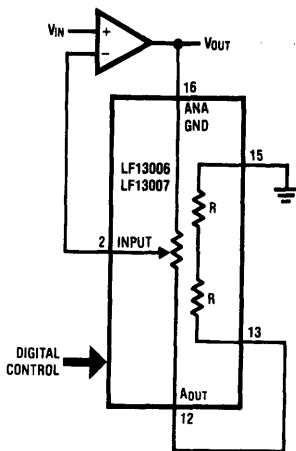 VIN
+
−
VOUT
16
ANA
GND
15
LF13006
LF13007
R
2 INPUT
R
13
DIGITAL
CONTROL
AOUT
12